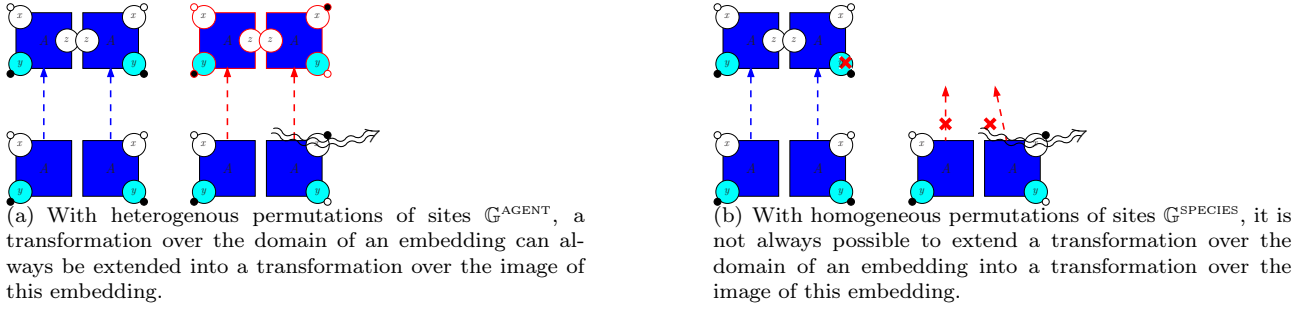 x x x x
A z z A A z z A
y y y y
x x x x
A A A A
y y y y
(a) With heterogenous permutations of sites 𝔾^AGENT, a
transformation over the domain of an embedding can al-
ways be extended into a transformation over the image of
this embedding.
x x
A z z A
y
x x x
A A A A
y y y y
(b) With homogeneous permutations of sites 𝔾^SPECIES, it is
not always possible to extend a transformation over the
domain of an embedding into a transformation over the
image of this embedding.